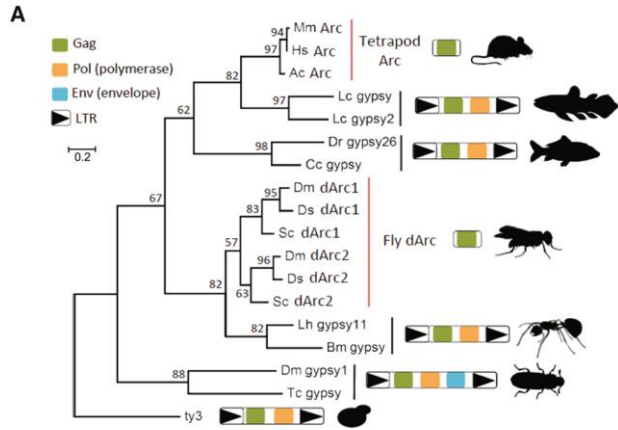 A
Gag
Pol (polymerase)
Env (envelope)
LTR
0.2
94
Mm Arc
Hs Arc
97
Ac Arc
Tetrapod
Arc
82
97
Lc gypsy
Lc gypsy2
62
98
Dr gypsy26
Cc gypsy
67
95
Dm dArc1
Ds dArc1
83
Sc dArc1
57
96
Dm dArc2
Ds dArc2
63
Sc dArc2
Fly dArc
82
82
Lh gypsy11
Bm gypsy
88
Dm gypsy1
Tc gypsy
ty3